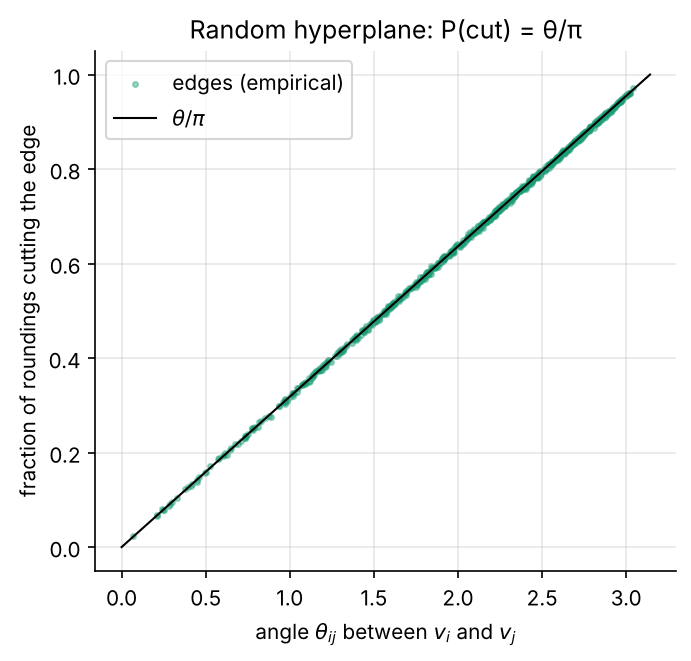 Random hyperplane: P(cut) = θ/π
edges (empirical)
θ/π
fraction of roundings cutting the edge
1.0
0.8
0.6
0.4
0.2
0.0
0.0 0.5 1.0 1.5 2.0 2.5 3.0
angle θij between vi and vj